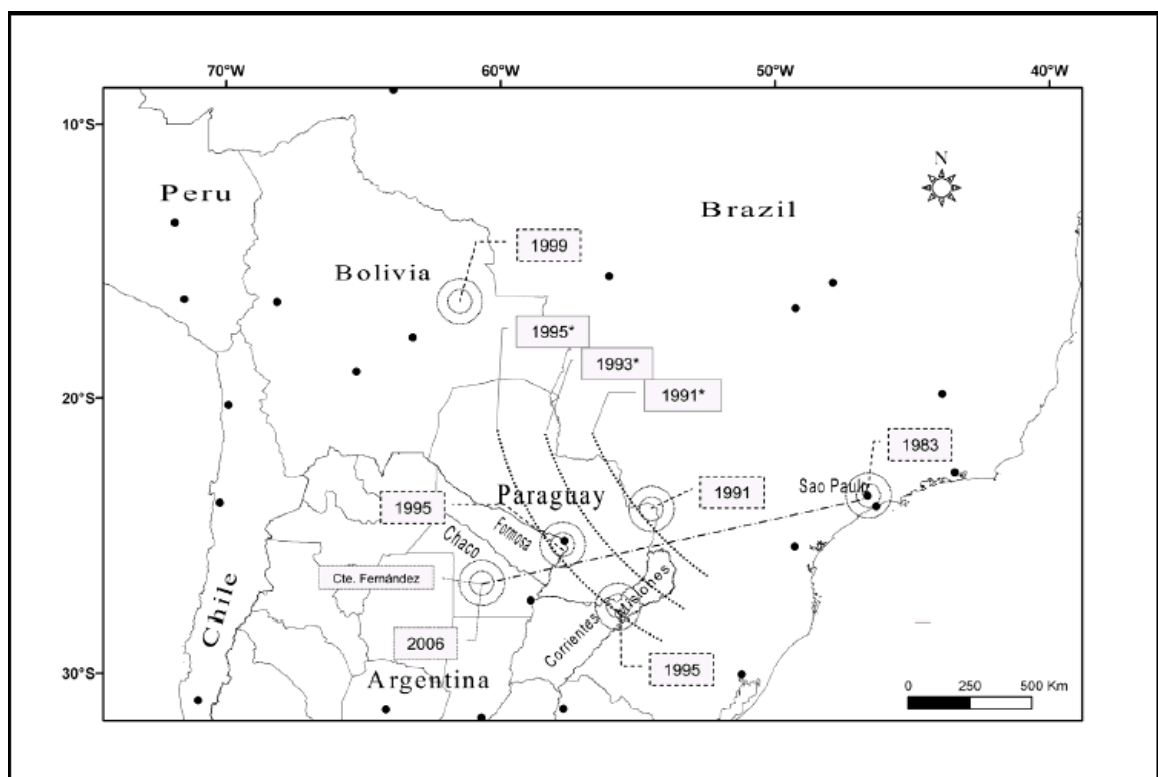 70°W 60°W 50°W 40°W
10°S
N
Peru
Brazil
1999
Bolivia
1995*
1993*
1991*
20°S
1983
Sao Paulo
Paraguay
1991
1995
Formosa
Chaco
Cte. Fernández
Misiones
Chile
Corrientes
2006
1995
30°S
Argentina
0 250 500 Km